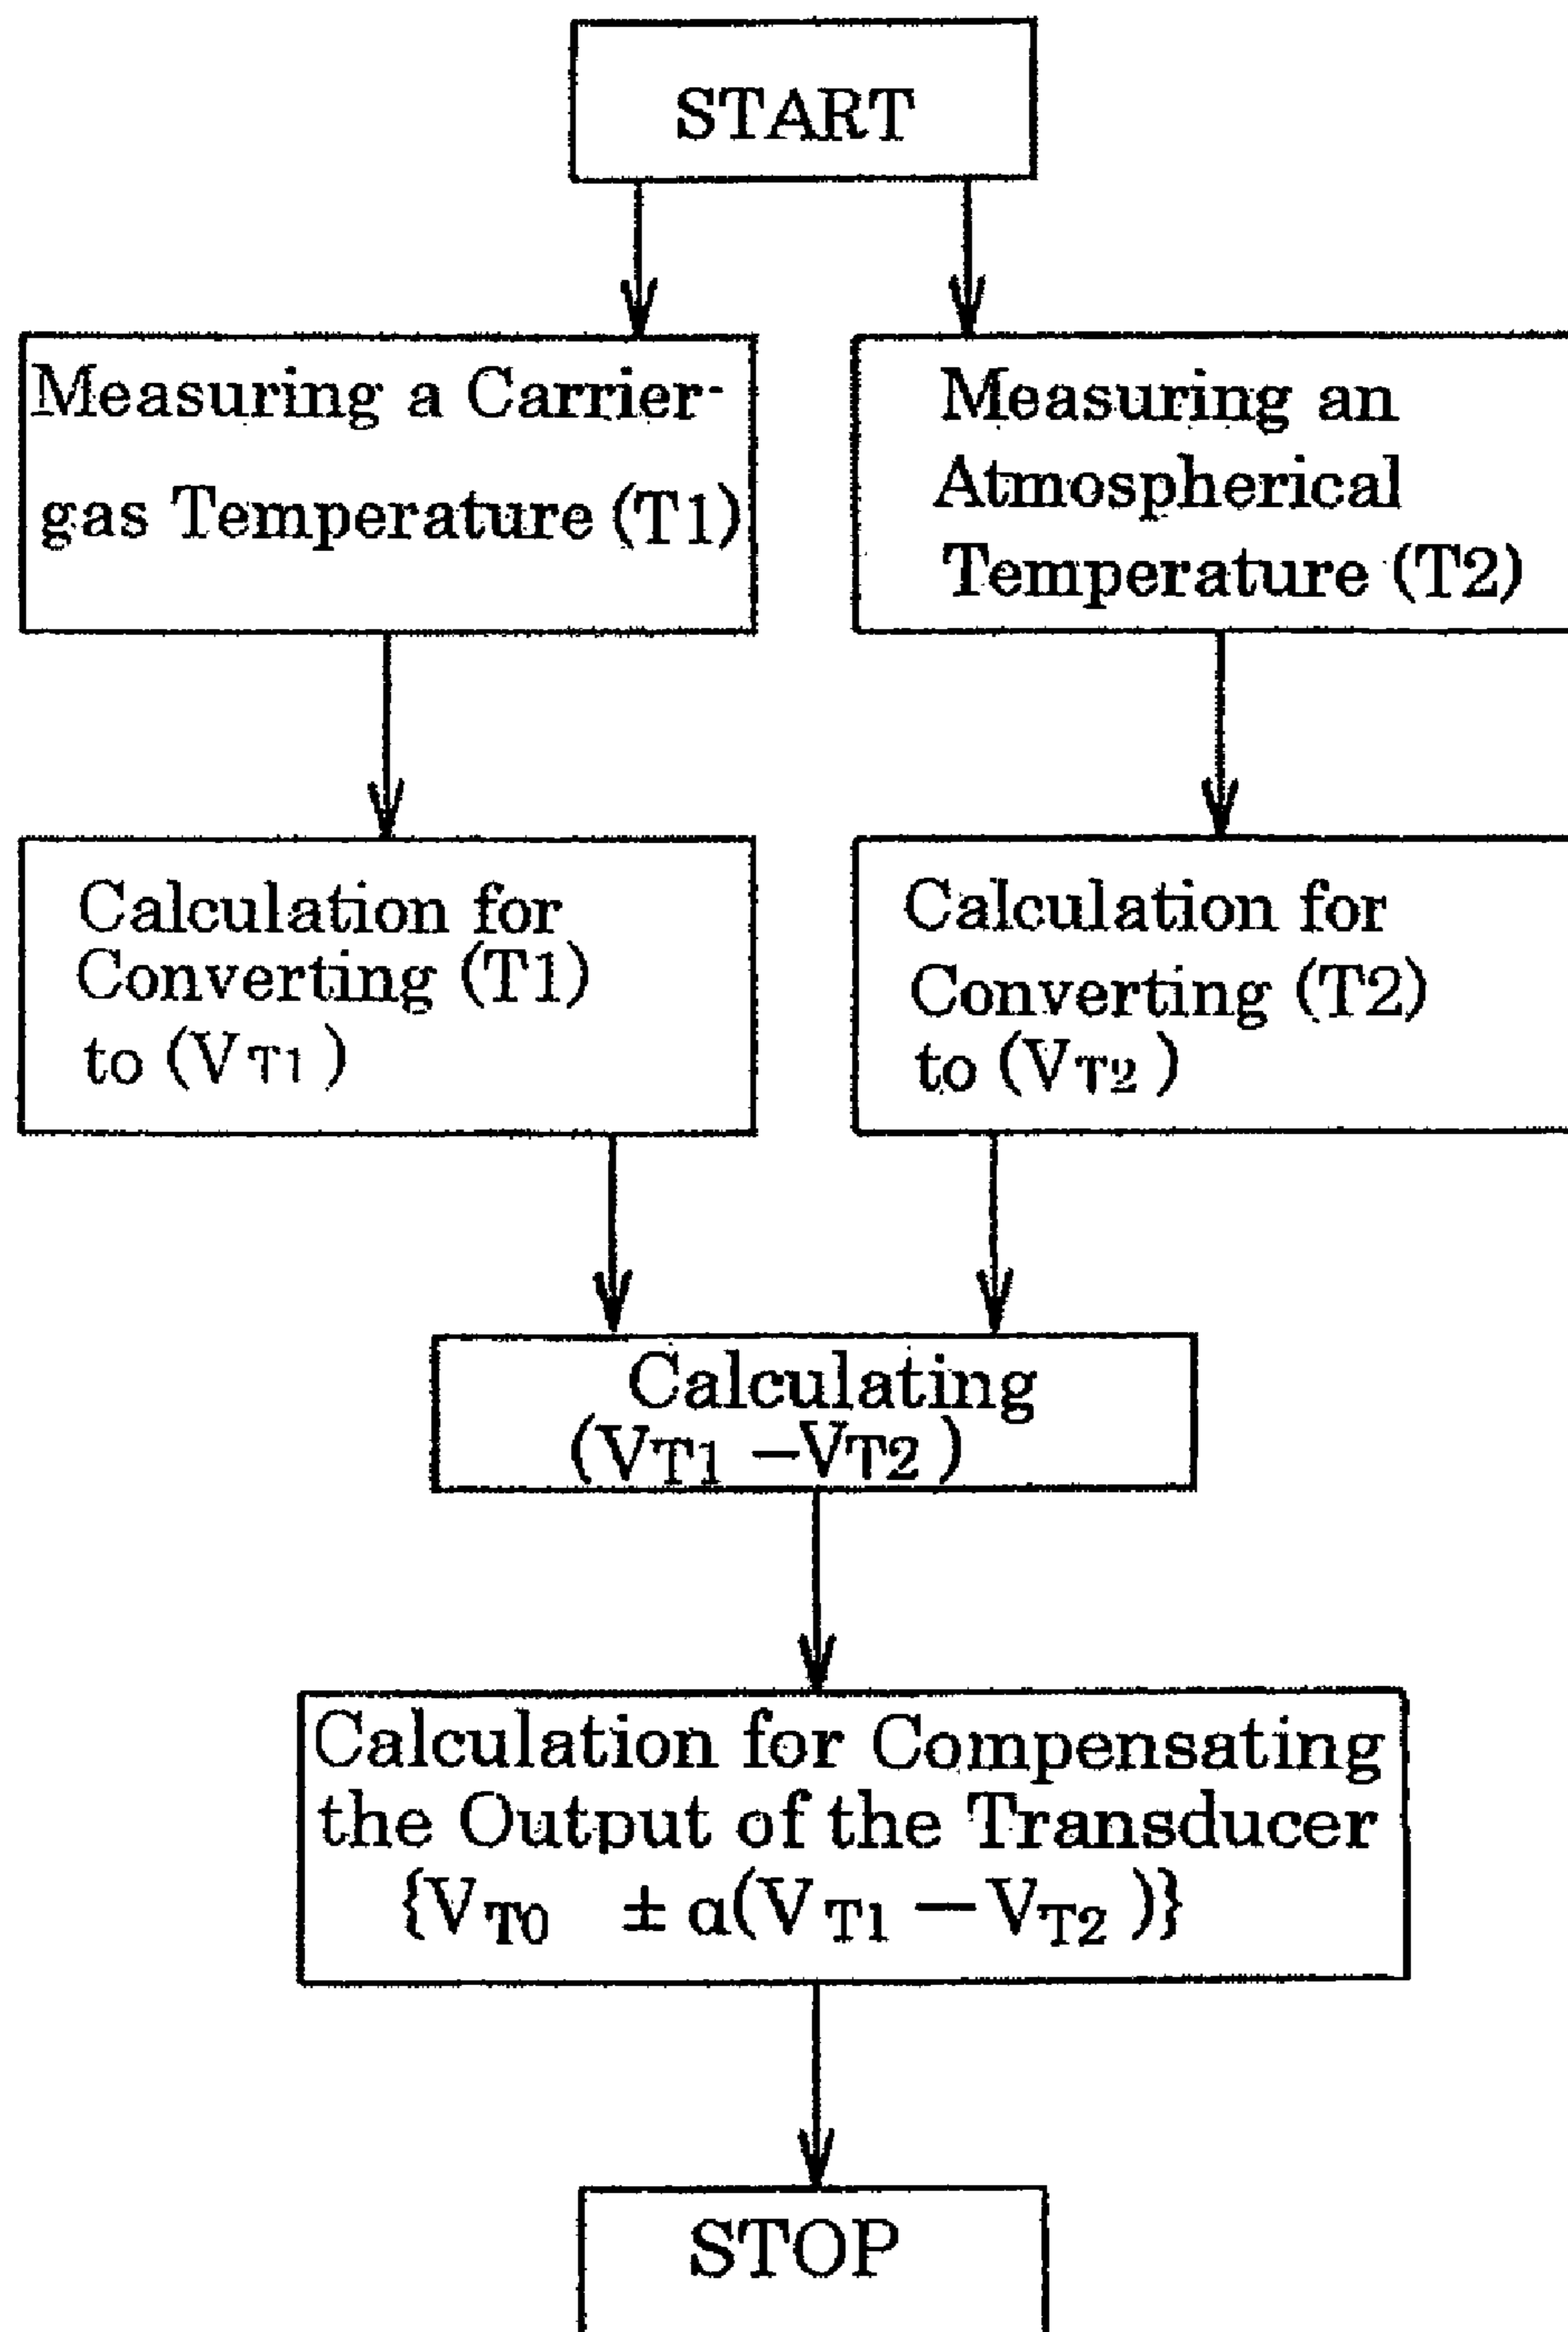 START
Measuring a Carrier-
gas Temperature (T1)
Measuring an
Atmospherical
Temperature (T2)
Calculation for
Converting (T1)
to (VT1)
Calculation for
Converting (T2)
to (VT2)
Calculating
(VT1 –VT2)
Calculation for Compensating
the Output of the Transducer
{VT0 ± α(VT1 – VT2)}
STOP